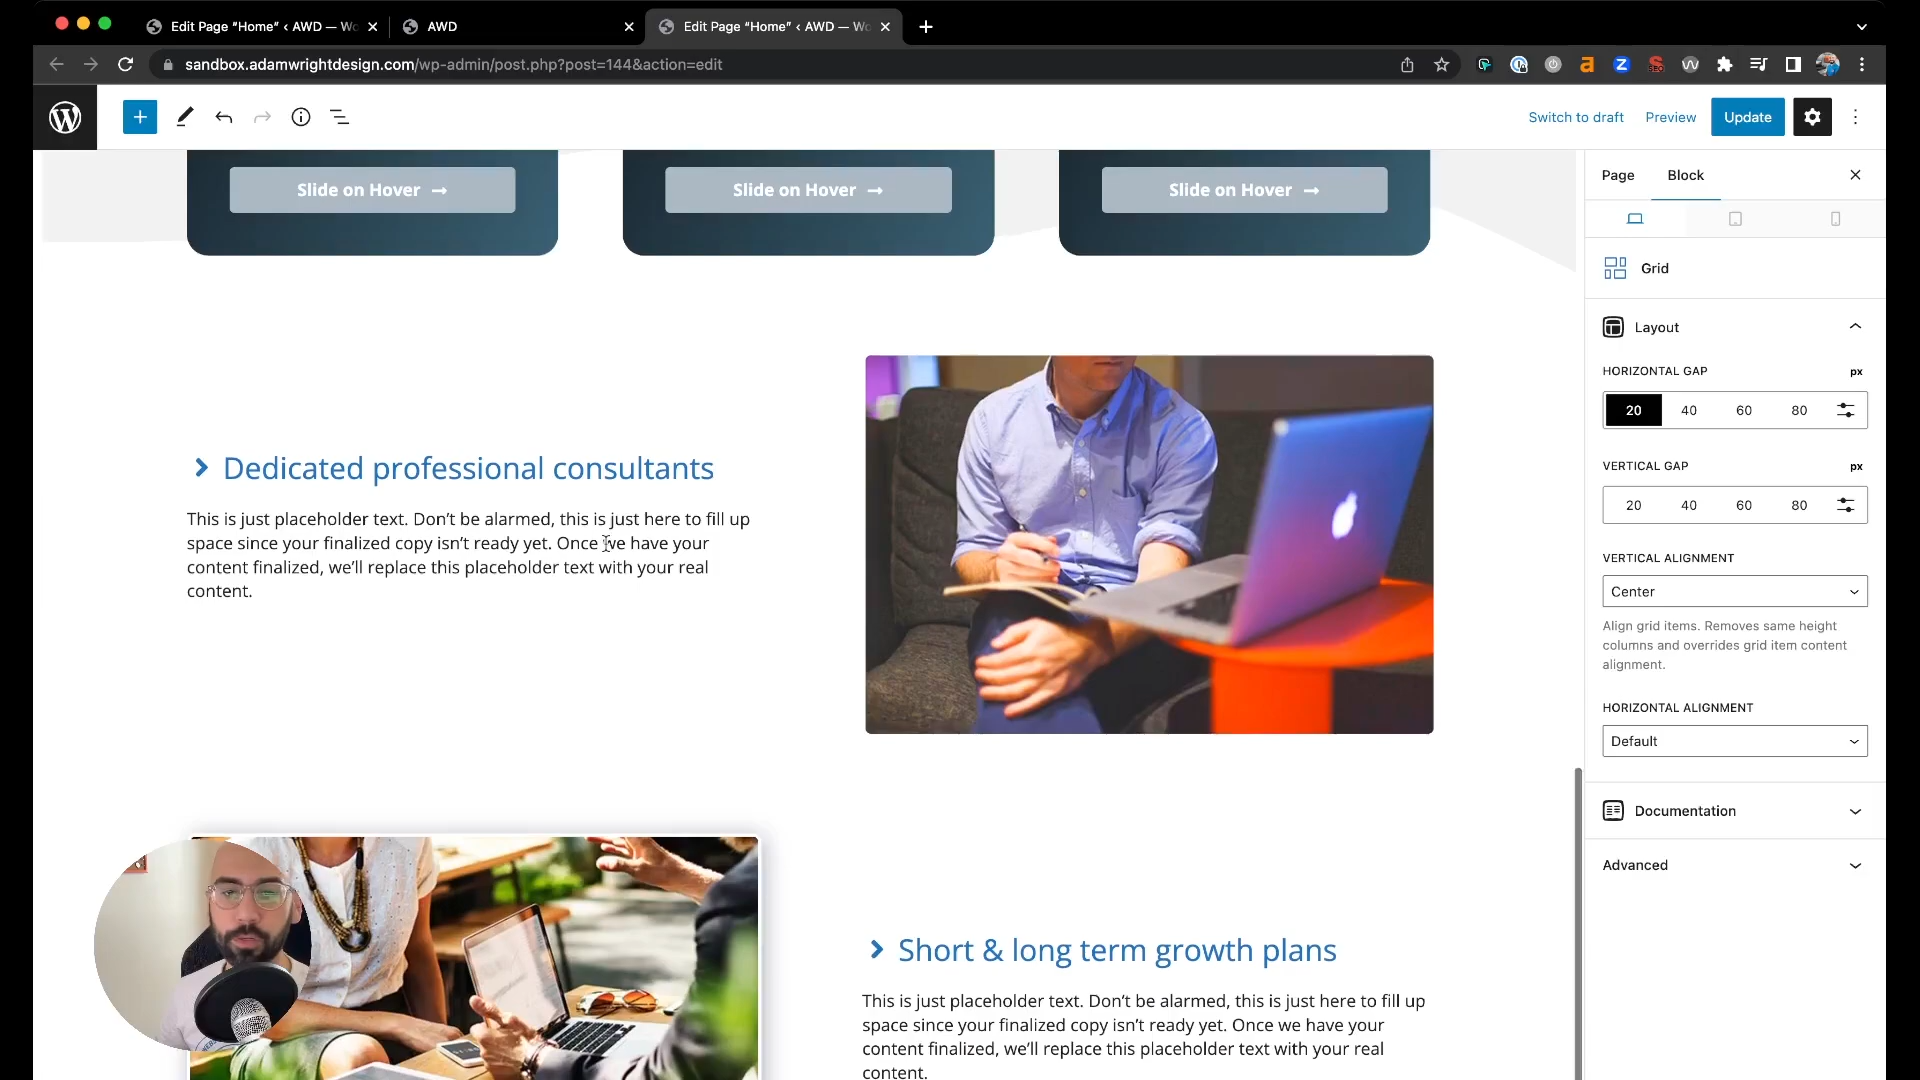 Edit Page “Home” ‹ AWD — Wo
AWD
Edit Page “Home” ‹ AWD — Wo
sandbox.adamwrightdesign.com/wp-admin/post.php?post=144&action=edit
Switch to draft
Preview
Update
Slide on Hover →
Slide on Hover →
Slide on Hover →
Dedicated professional consultants
This is just placeholder text. Don’t be alarmed, this is just here to fill up
space since your finalized copy isn’t ready yet. Once we have your
content finalized, we’ll replace this placeholder text with your real
content.
Short & long term growth plans
This is just placeholder text. Don’t be alarmed, this is just here to fill up
space since your finalized copy isn’t ready yet. Once we have your
content finalized, we’ll replace this placeholder text with your real
content.
Page
Block
Grid
Layout
HORIZONTAL GAP
px
20 40 60 80
VERTICAL GAP
px
20 40 60 80
VERTICAL ALIGNMENT
Center
Align grid items. Removes same height
columns and overrides grid item content
alignment.
HORIZONTAL ALIGNMENT
Default
Documentation
Advanced